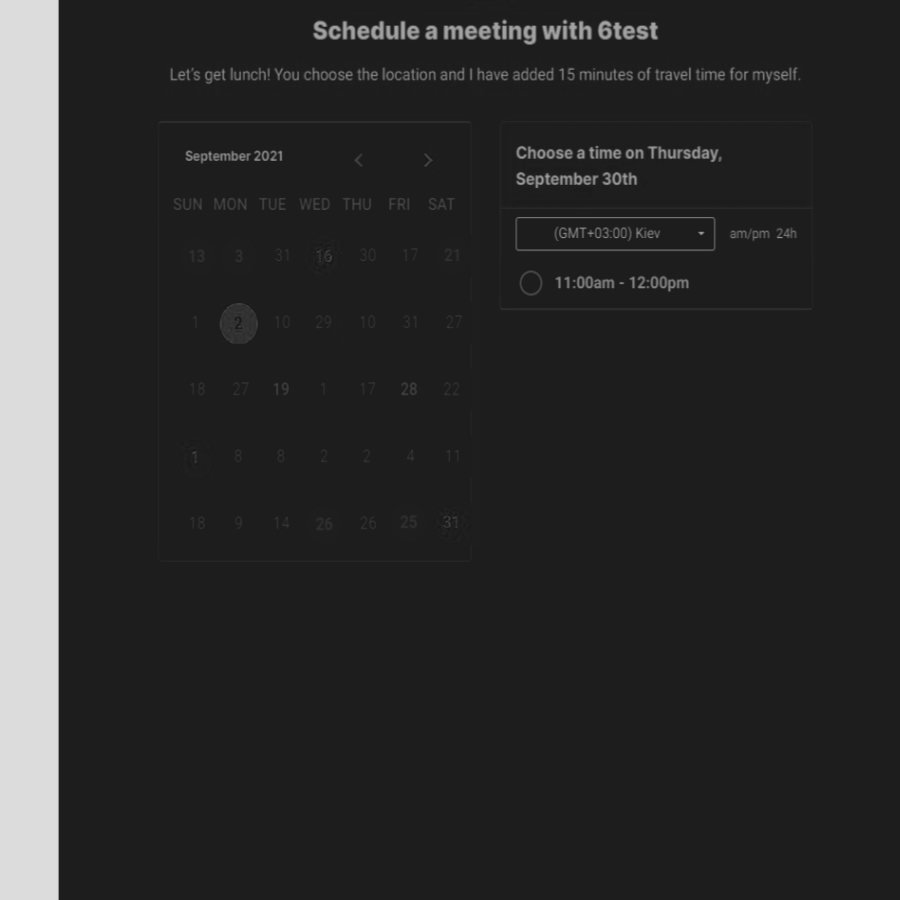 Schedule a meeting with 6test
Let's get lunch! You choose the location and I have added 15 minutes of travel time for myself.
September 2021
SUN MON TUE WED THU FRI SAT
13 3 31 16 30 17 21
1 2 10 29 10 31 27
18 27 19 1 17 28 22
1 8 8 2 2 4 11
18 9 14 26 26 25 31
Choose a time on Thursday,
September 30th
(GMT+03:00) Kiev am/pm 24h
11:00am - 12:00pm